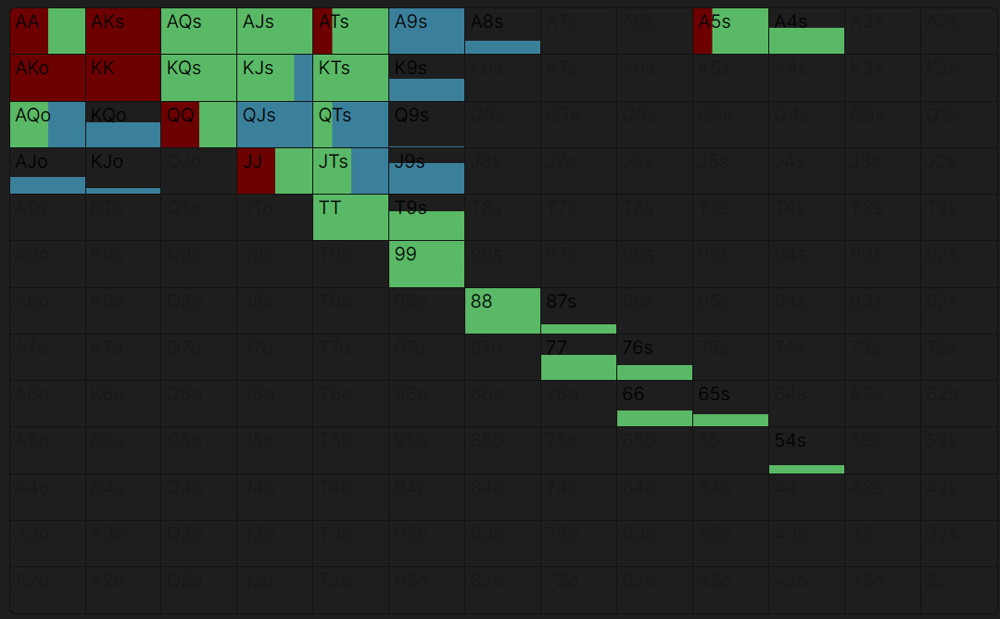 AA AKs AQs AJs ATs A9s A8s A7s A6s A5s A4s A3s A2s
AKo KK KQs KJs KTs K9s K8s K7s K6s K5s K4s K3s K2s
AQo KQo QQ QJs QTs Q9s Q8s Q7s Q6s Q5s Q4s Q3s Q2s
AJo KJo QJo JJ JTs J9s J8s J7s J6s J5s J4s J3s J2s
ATo KTo QTo JTo TT T9s T8s T7s T6s T5s T4s T3s T2s
A9o K9o Q9o J9o T9o 99 98s 97s 96s 95s 94s 93s 92s
A8o K8o Q8o J8o T8o 98o 88 87s 86s 85s 84s 83s 82s
A7o K7o Q7o J7o T7o 97o 87o 77 76s 75s 74s 73s 72s
A6o K6o Q6o J6o T6o 96o 86o 76o 66 65s 64s 63s 62s
A5o K5o Q5o J5o T5o 95o 85o 75o 65o 55 54s 53s 52s
A4o K4o Q4o J4o T4o 94o 84o 74o 64o 54o 44 43s 42s
A3o K3o Q3o J3o T3o 93o 83o 73o 63o 53o 43o 33 32s
A2o K2o Q2o J2o T2o 92o 82o 72o 62o 52o 42o 32o 22